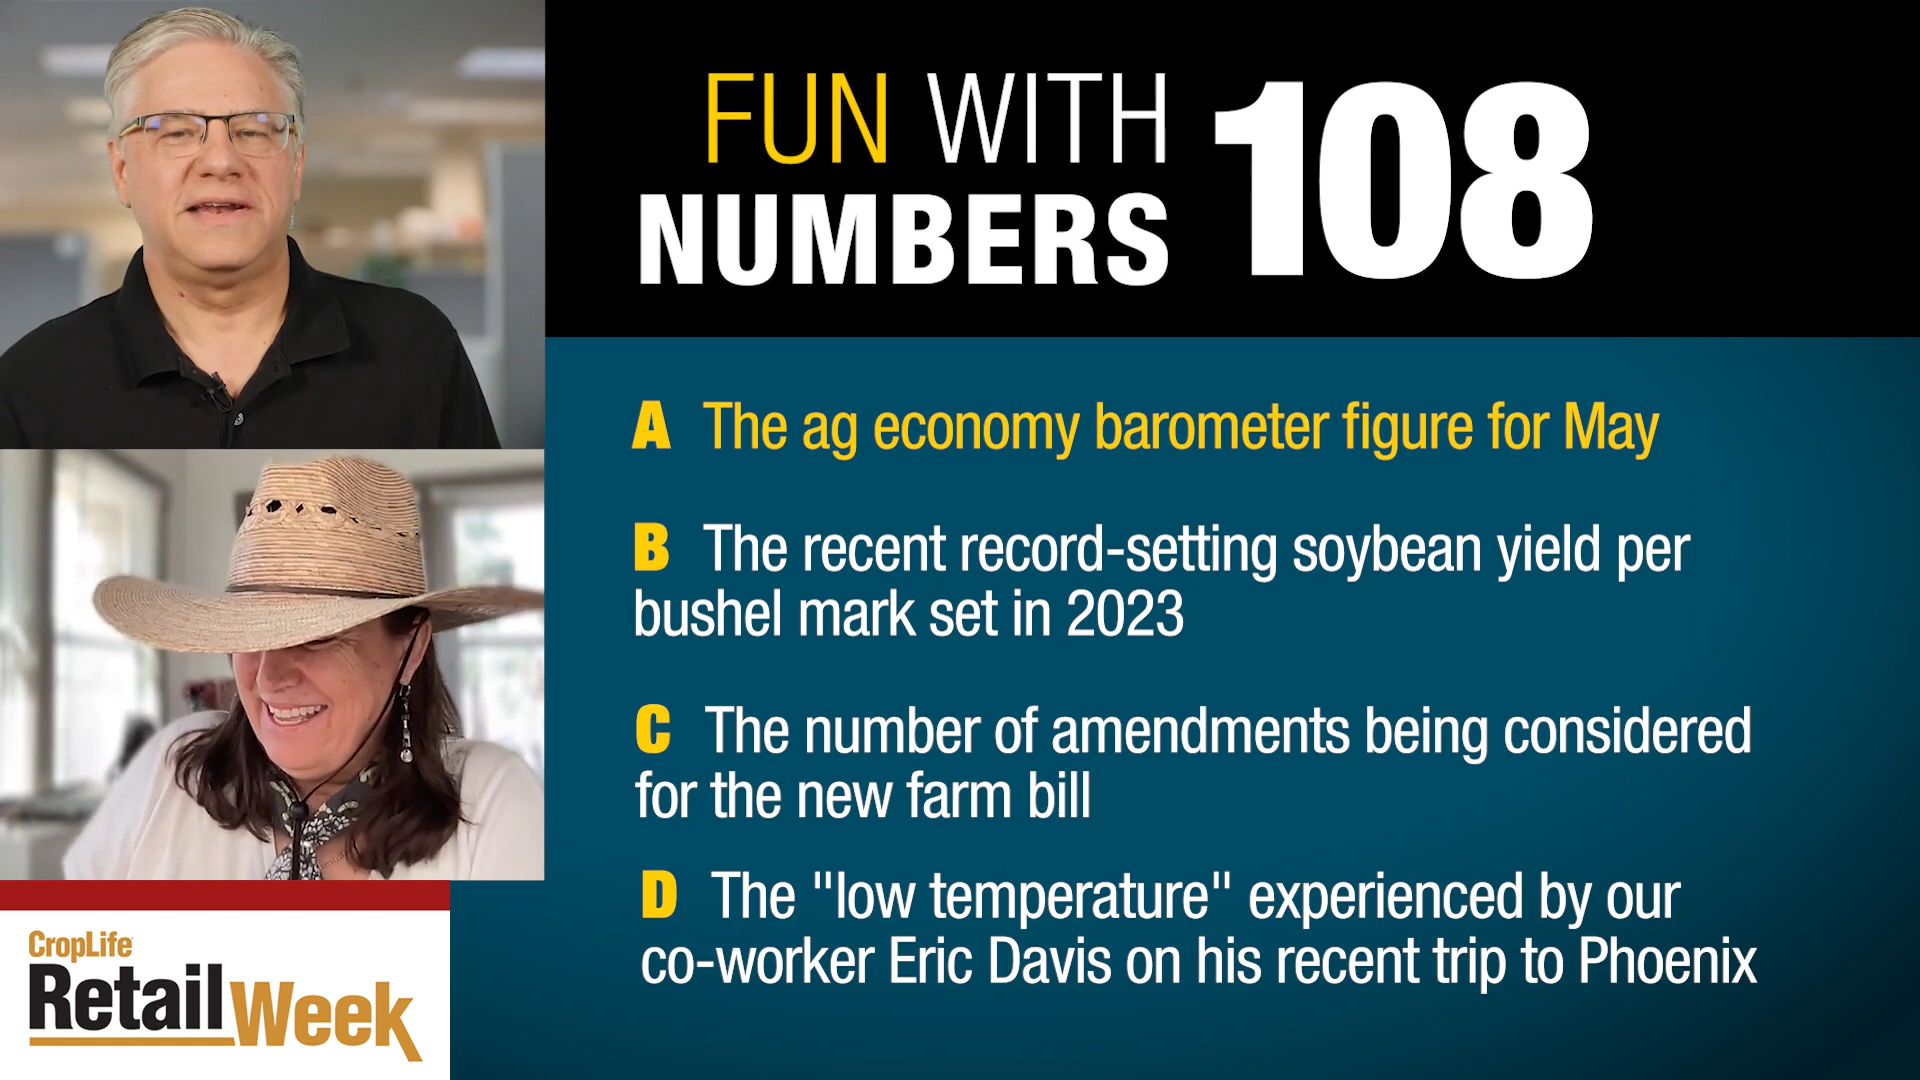 FUN WITH
NUMBERS
108
A The ag economy barometer figure for May
B The recent record-setting soybean yield per
bushel mark set in 2023
C The number of amendments being considered
for the new farm bill
D The "low temperature" experienced by our
co-worker Eric Davis on his recent trip to Phoenix
CropLife
RetailWeek